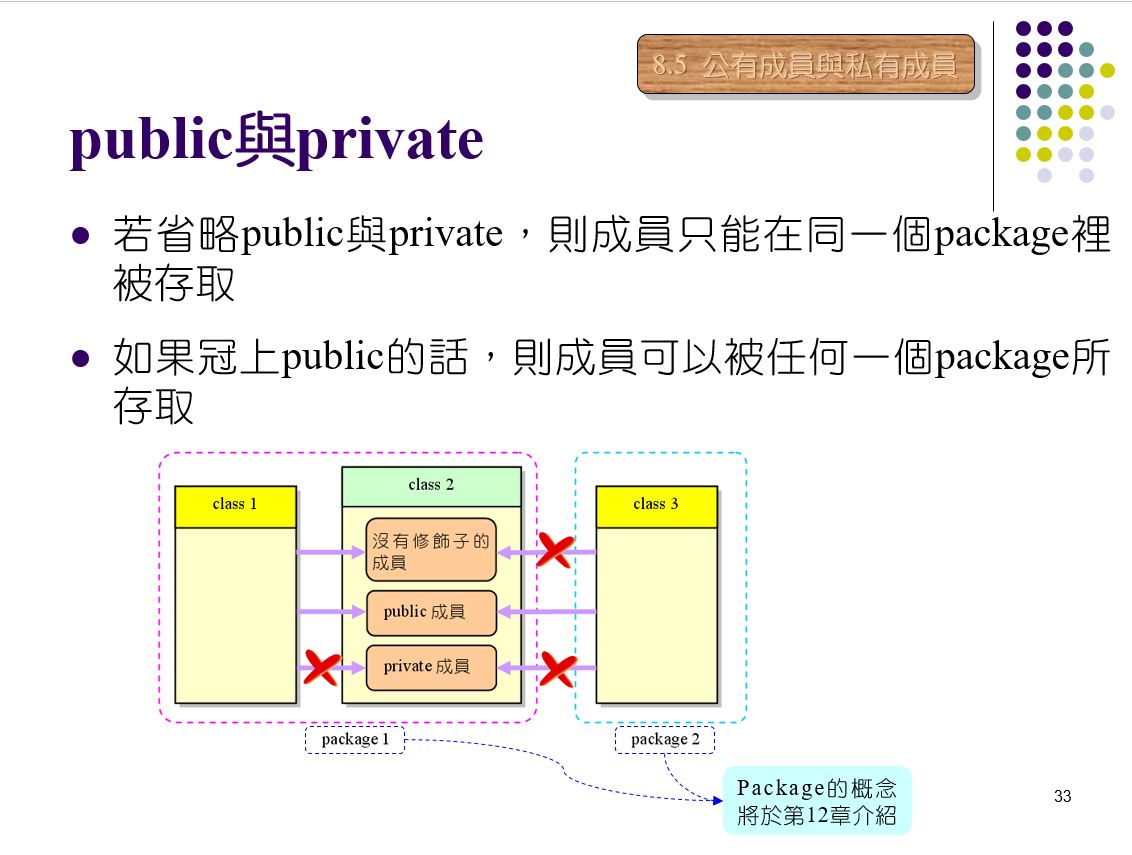 8.5 公有成員與私有成員
public與private
若省略public與private，則成員只能在同一個package裡
被存取
如果冠上public的話，則成員可以被任何一個package所
存取
class 1
class 2
class 3
沒有修飾子的
成員
public 成員
private 成員
package 1
package 2
Package的概念
將於第12章介紹
33